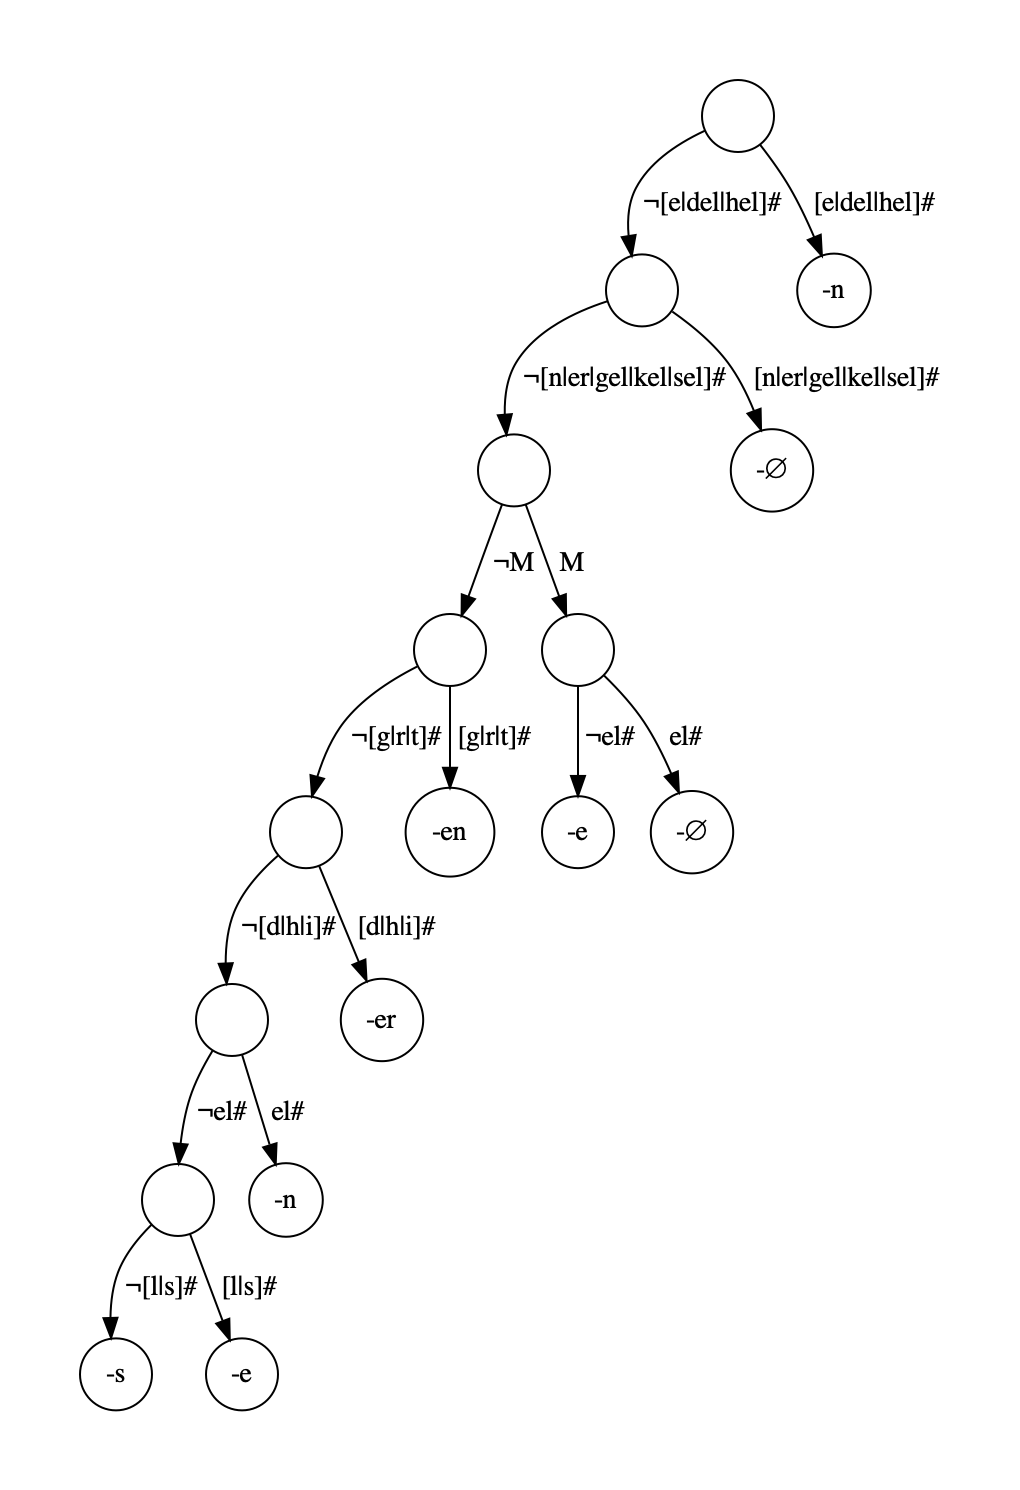 ¬[e|del|hel]# [e|del|hel]#
-n
¬[n|er|gel|kel|sel]# [n|er|gel|kel|sel]#
-∅
¬M M
¬[g|r|t]# [g|r|t]# ¬el# el#
-en -e -∅
¬[d|h|i]# [d|h|i]#
-er
¬el# el#
-n
¬[l|s]# [l|s]#
-s -e